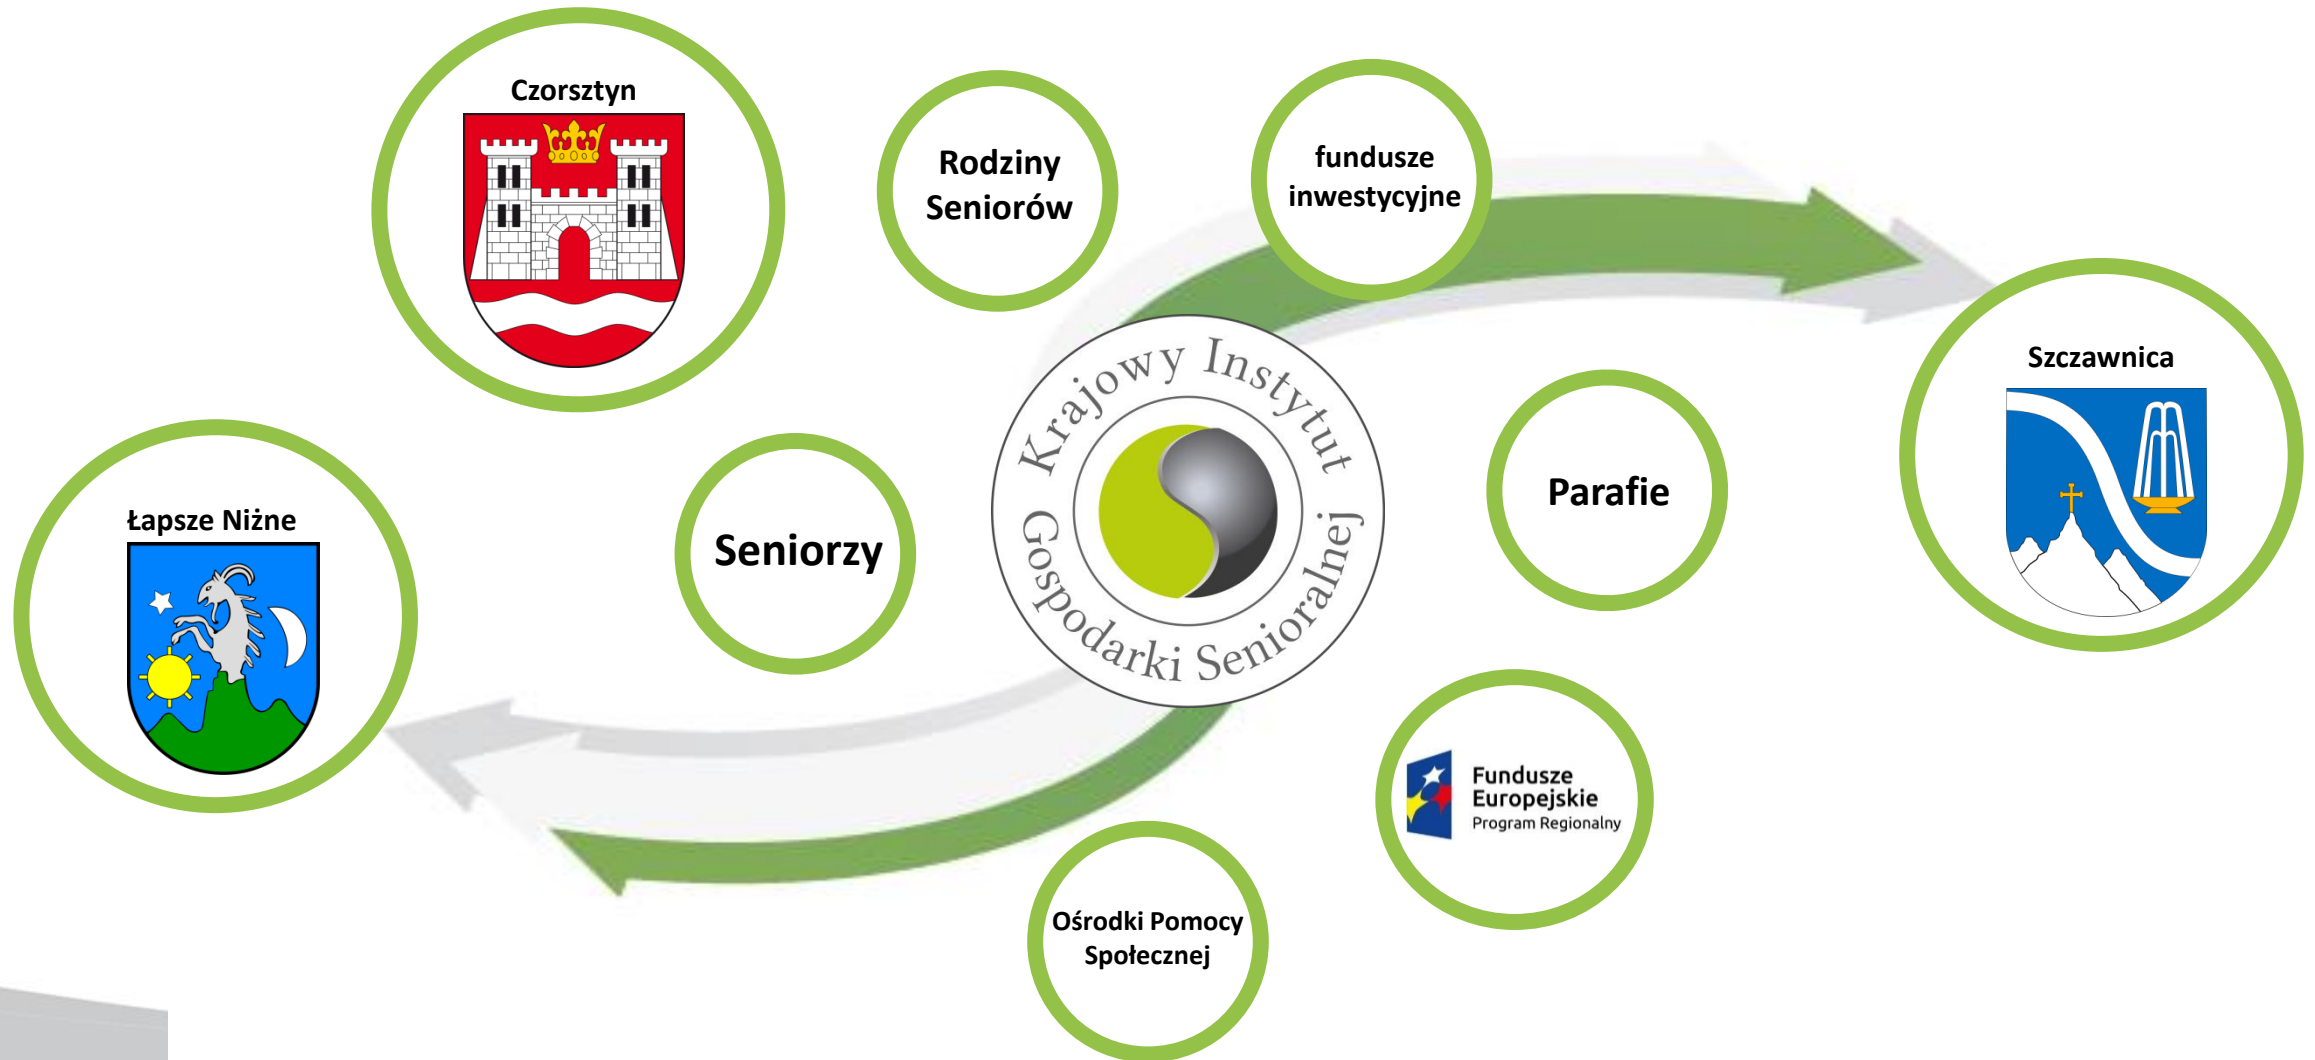 Czorsztyn
Rodziny
Seniorów
fundusze
inwestycyjne
Szczawnica
Krajowy Instytut
Gospodarki Senioralnej
Parafie
Łapsze Niżne
Seniorzy
Fundusze
Europejskie
Program Regionalny
Ośrodki Pomocy
Społecznej